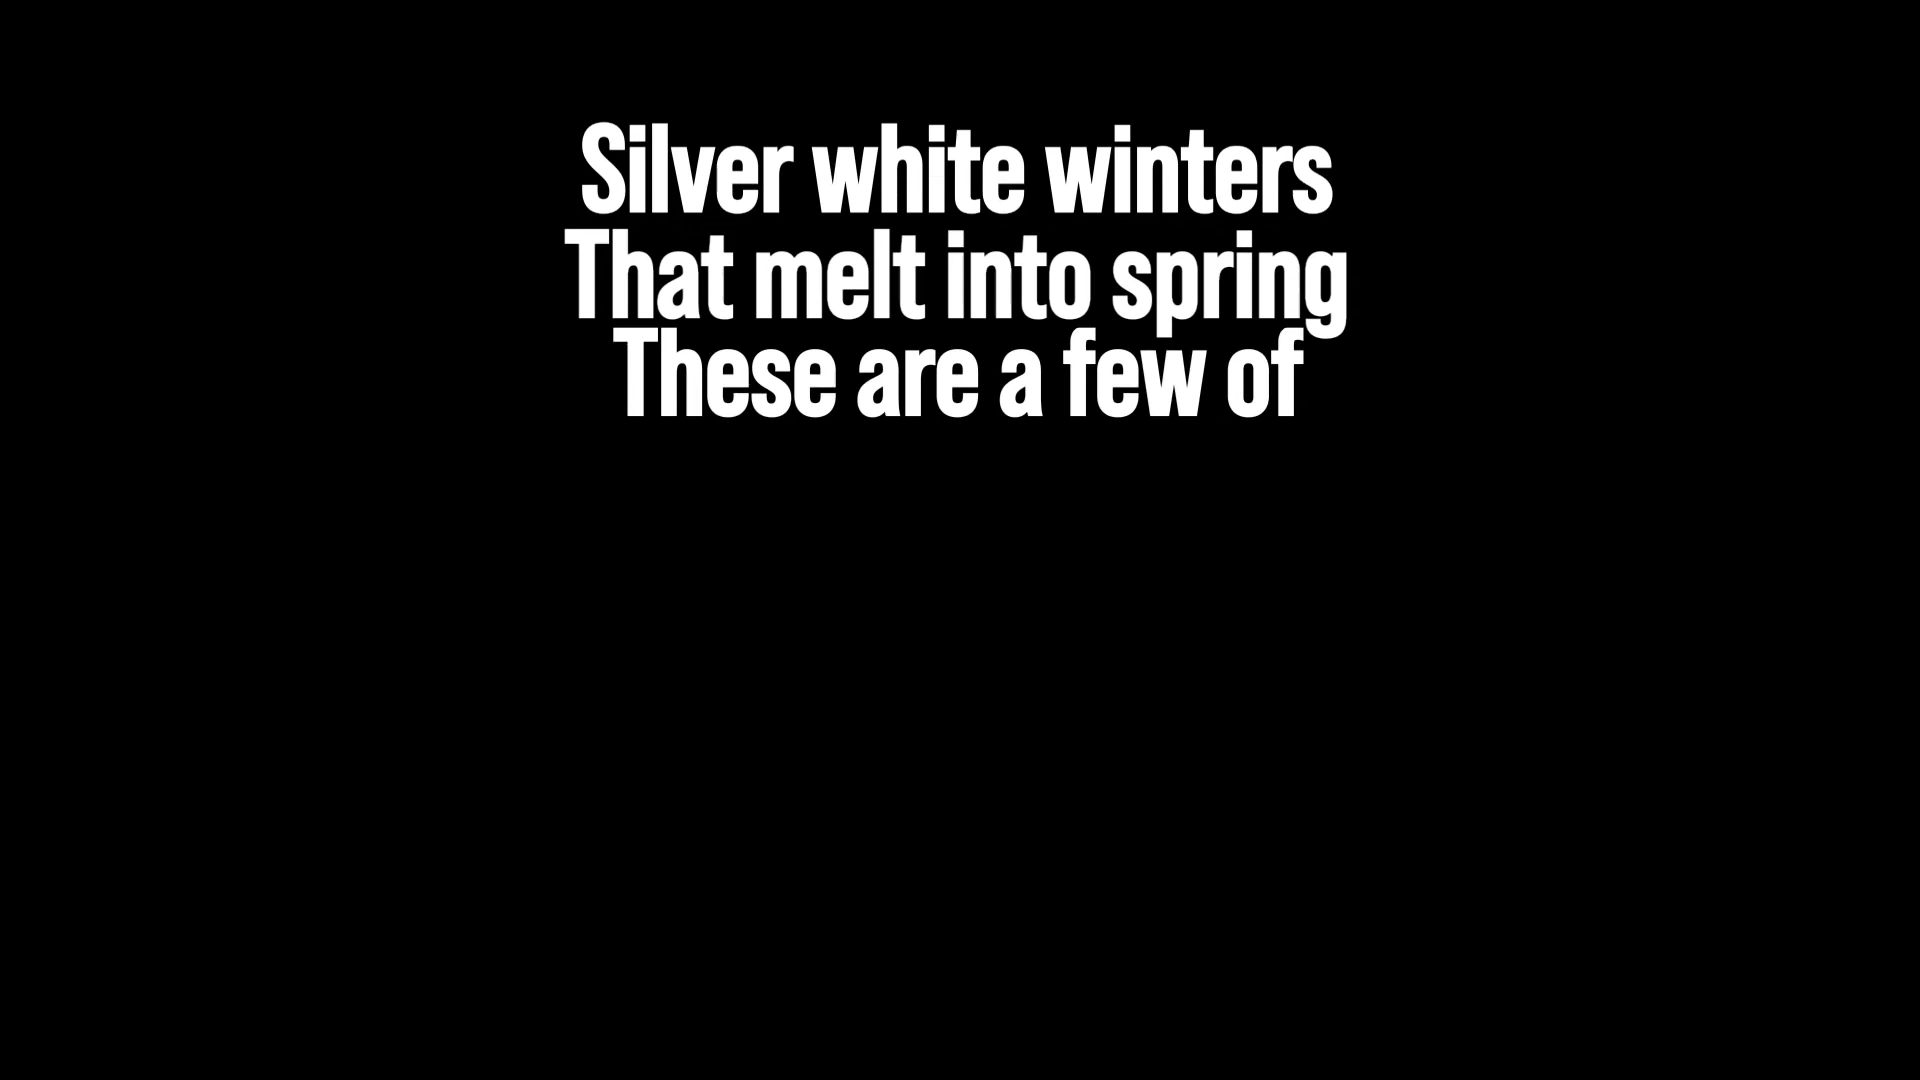 Silver white winters
That melt into spring
These are a few of